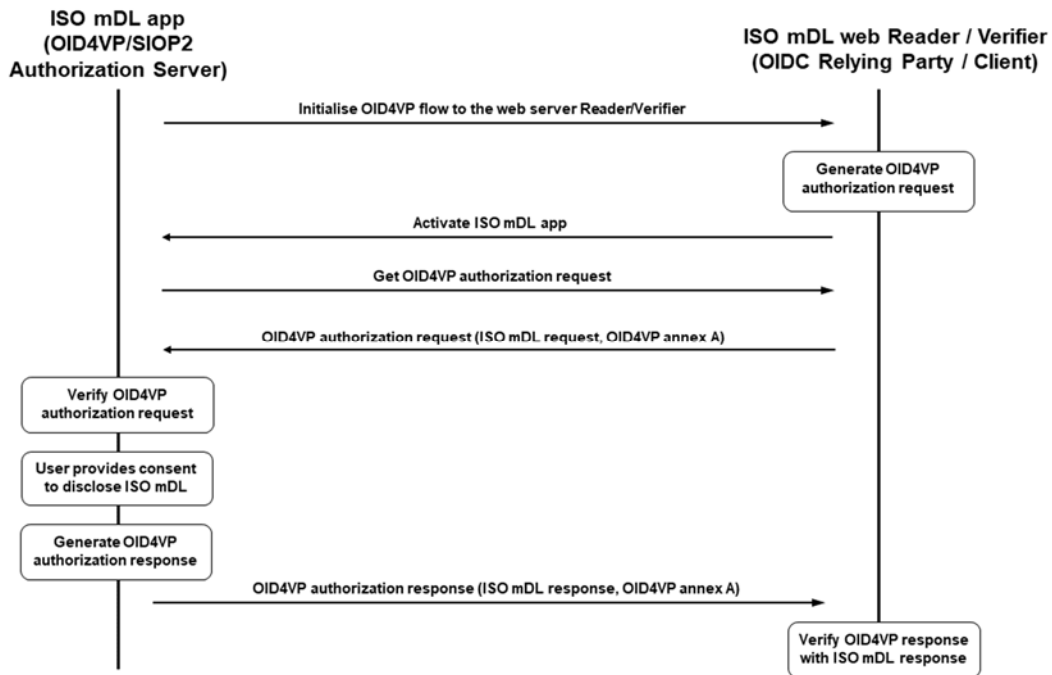 ISO mDL app
(OID4VP/SIOP2
Authorization Server)
ISO mDL web Reader / Verifier
(OIDC Relying Party / Client)
Initialise OID4VP flow to the web server Reader/Verifier
Generate OID4VP
authorization request
Activate ISO mDL app
Get OID4VP authorization request
OID4VP authorization request (ISO mDL request, OID4VP annex A)
Verify OID4VP
authorization request
User provides consent
to disclose ISO mDL
Generate OID4VP
authorization response
OID4VP authorization response (ISO mDL response, OID4VP annex A)
Verify OID4VP response
with ISO mDL response